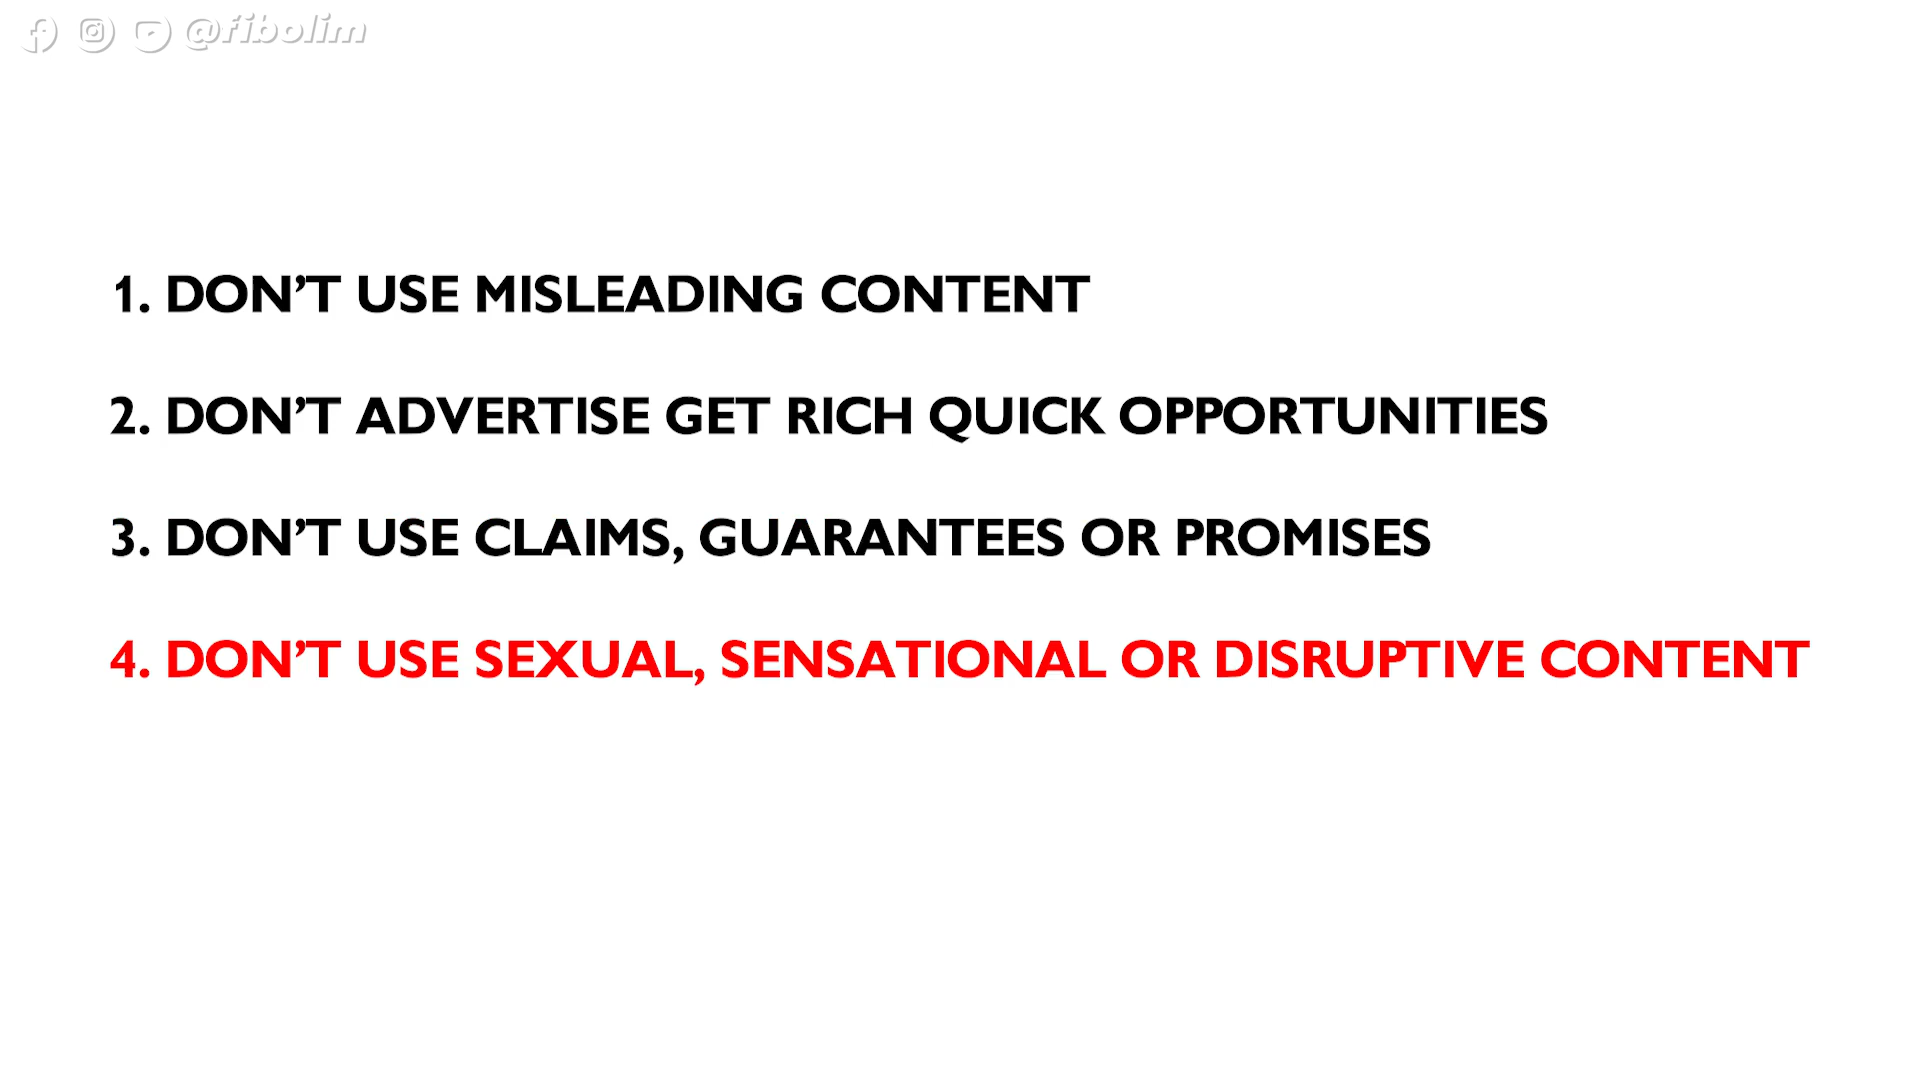 @fibolim
1. DON’T USE MISLEADING CONTENT
2. DON’T ADVERTISE GET RICH QUICK OPPORTUNITIES
3. DON’T USE CLAIMS, GUARANTEES OR PROMISES
4. DON’T USE SEXUAL, SENSATIONAL OR DISRUPTIVE CONTENT